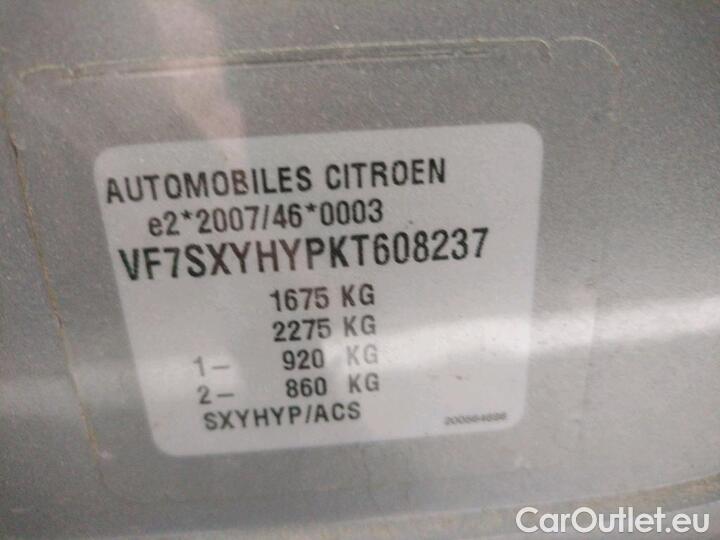 AUTOMOBILES CITROEN
e2*2007/46*0003
VF7SXYHYPKT608237
1675 KG
2275 KG
1- 920 KG
2- 860 KG
SXYHYP/ACS
CarOutlet.eu